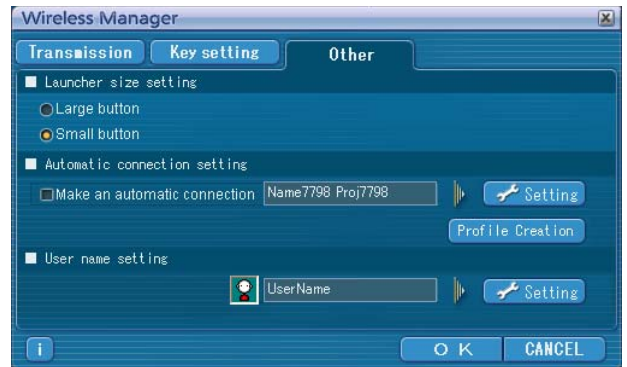 Wireless Manager
Transmission Key setting Other
Launcher size setting
Large button
Small button
Automatic connection setting
Make an automatic connection Name7798 Proj7798 Setting
Profile Creation
User name setting
UserName Setting
i OK CANCEL